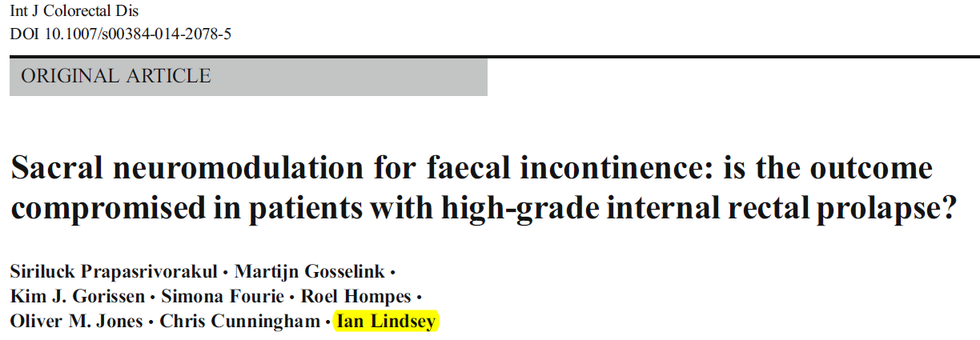 Int J Colorectal Dis
DOI 10.1007/s00384-014-2078-5
ORIGINAL ARTICLE
Sacral neuromodulation for faecal incontinence: is the outcome
compromised in patients with high-grade internal rectal prolapse?
Siriluck Prapasrivorakul · Martijn Gosselink ·
Kim J. Gorissen · Simona Fourie · Roel Hompes ·
Oliver M. Jones · Chris Cunningham · Ian Lindsey